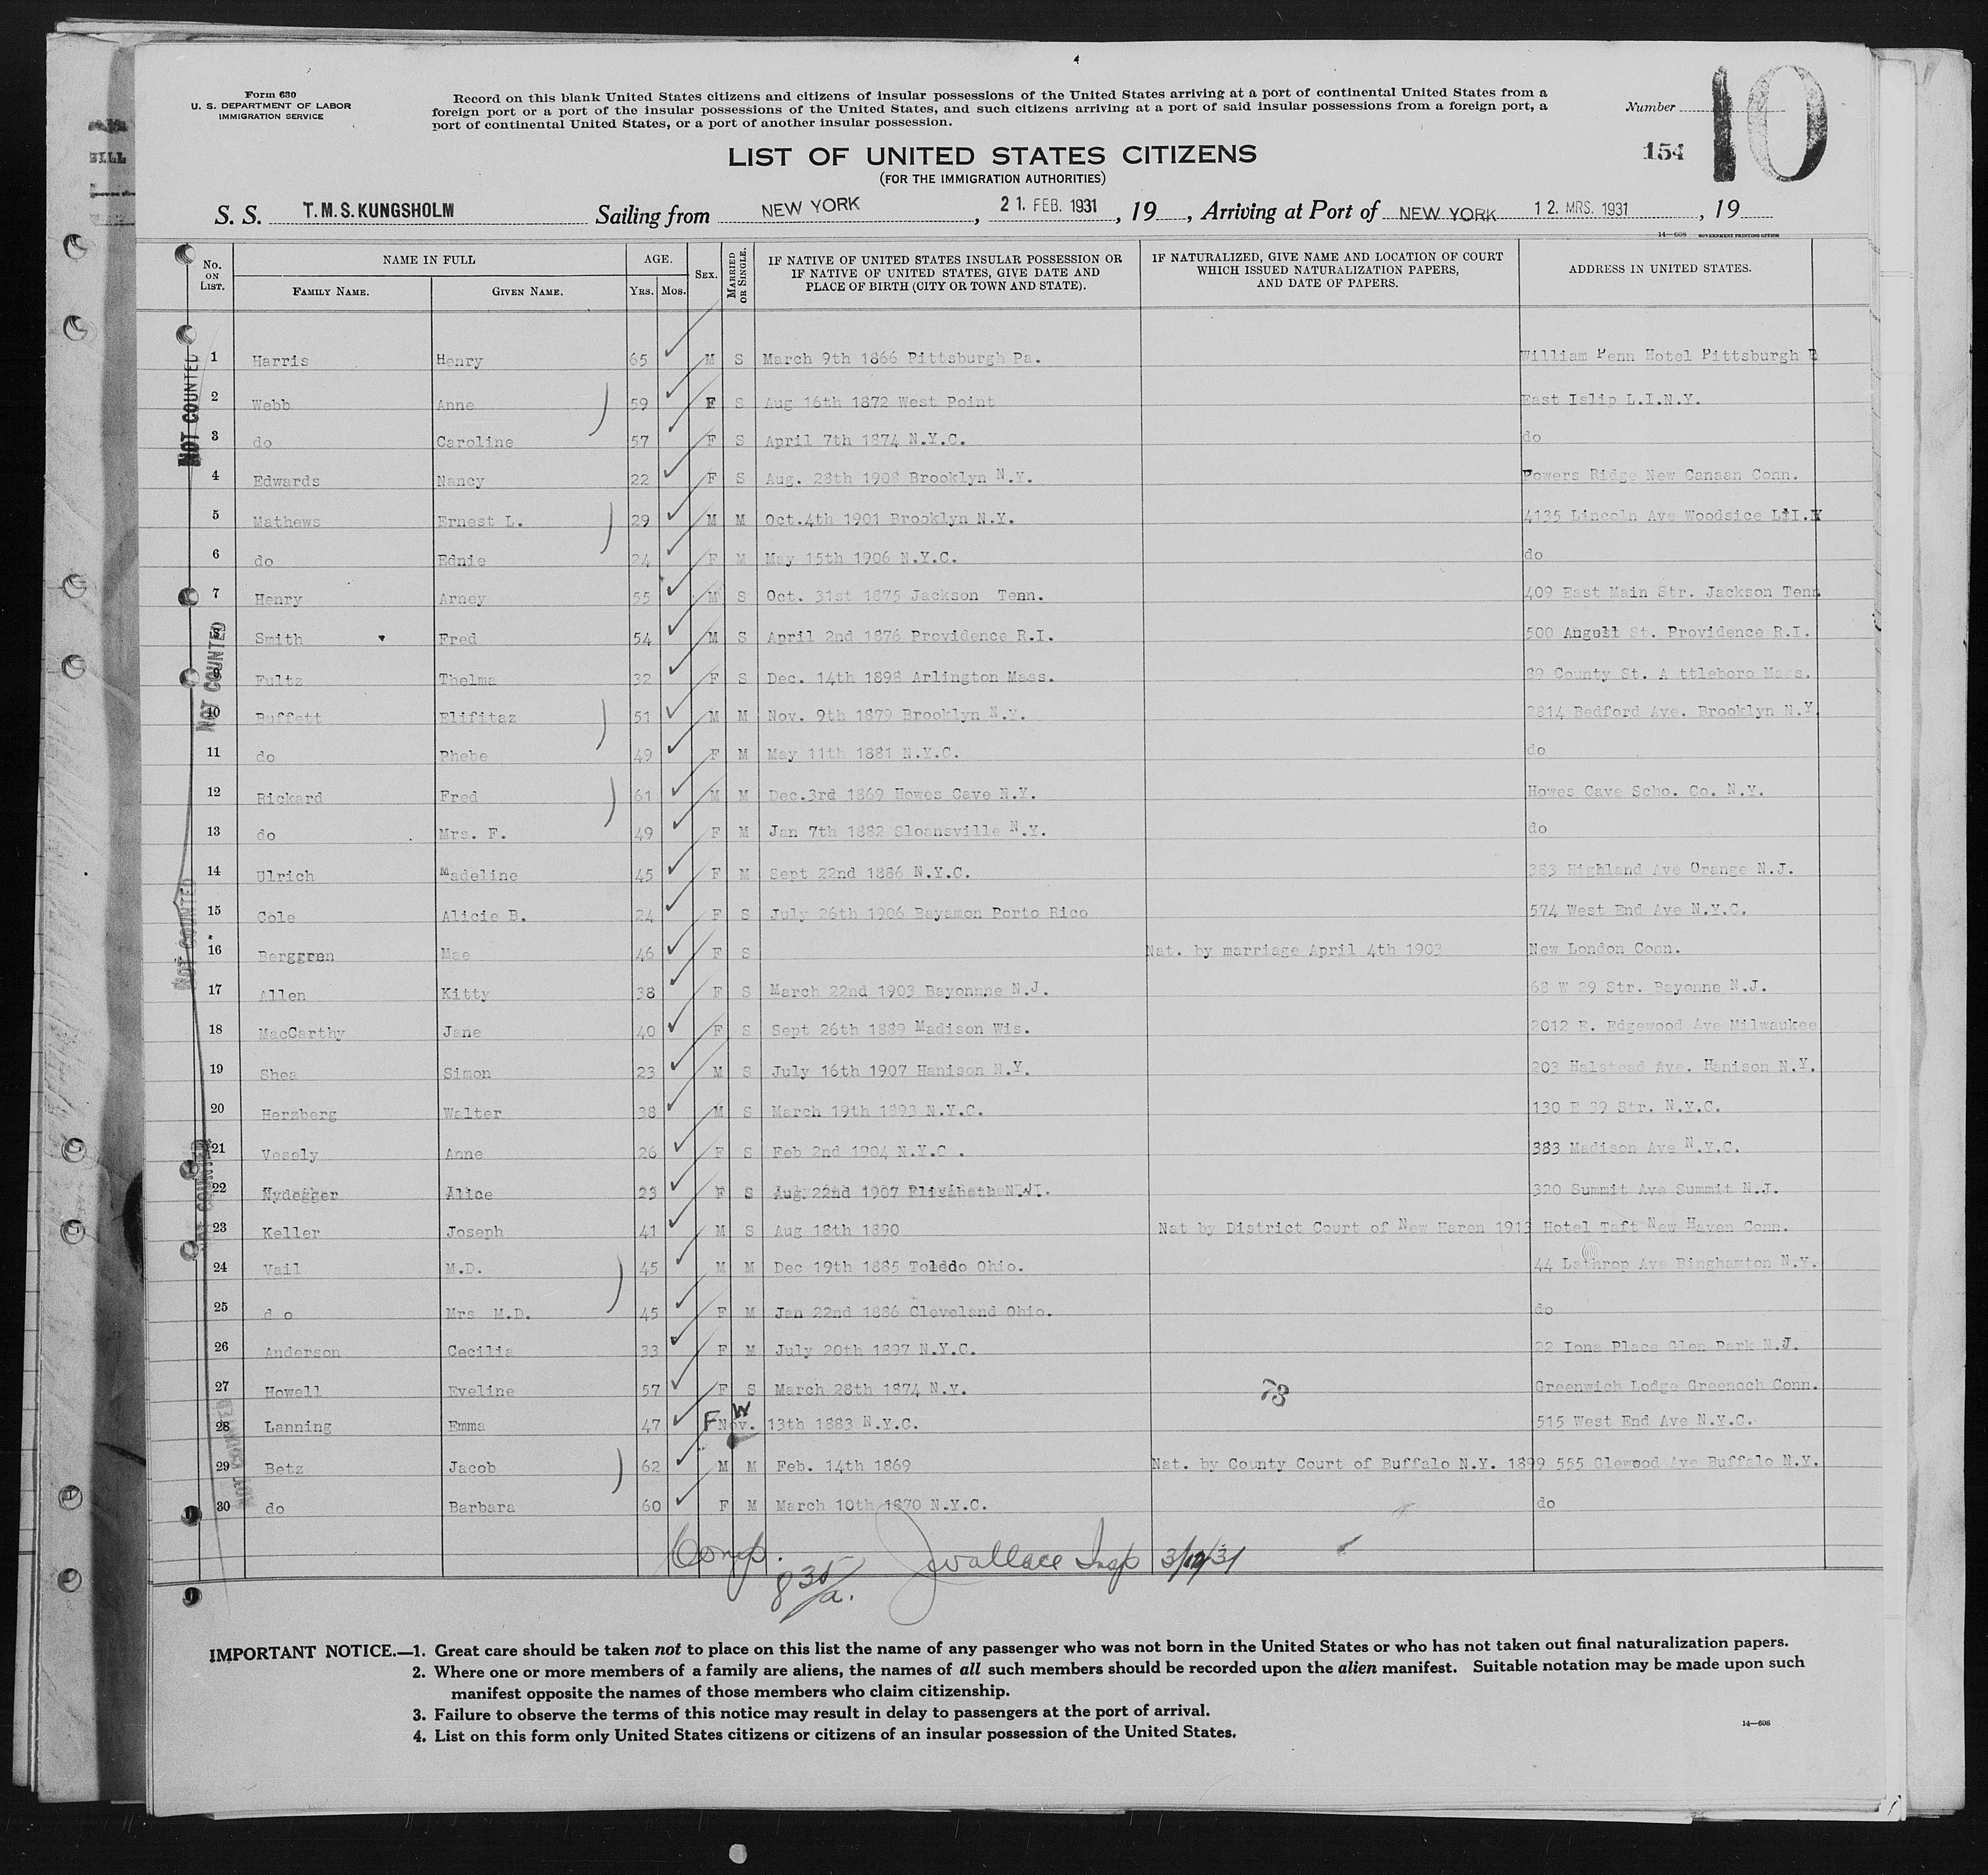 Form 630
U. S. DEPARTMENT OF LABOR
IMMIGRATION SERVICE
Record on this blank United States citizens and citizens of insular possessions of the United States arriving at a port of continental United States from a
foreign port or a port of the insular possessions of the United States, and such citizens arriving at a port of said insular possessions from a foreign port, a
port of continental United States, or a port of another insular possession.
Number
10
154
LIST OF UNITED STATES CITIZENS
(FOR THE IMMIGRATION AUTHORITIES)
S. S. T.M.S.KUNGSHOLM Sailing from NEW YORK, 21. FEB. 1931, 19, Arriving at Port of NEW YORK 12. MRS. 1931, 19
14—608 GOVERNMENT PRINTING OFFICE
No. ON LIST. NAME IN FULL FAMILY NAME. GIVEN NAME. AGE. YRS. MOS. SEX. MARRIED OR SINGLE. IF NATIVE OF UNITED STATES INSULAR POSSESSION OR IF NATIVE OF UNITED STATES, GIVE DATE AND PLACE OF BIRTH (CITY OR TOWN AND STATE). IF NATURALIZED, GIVE NAME AND LOCATION OF COURT WHICH ISSUED NATURALIZATION PAPERS, AND DATE OF PAPERS. ADDRESS IN UNITED STATES.
1 Harris Henry 65 M S March 9th 1866 Pittsburgh Pa. William Penn Hotel Pittsburgh P
2 Webb Anne 59 F S Aug 16th 1872 West Point East Islip L.I.N.Y.
3 do Caroline 57 F S April 7th 1874 N.Y.C. do
4 Edwards Nancy 22 F S Aug. 28th 1908 Brooklyn N.Y. Powers Ridge New Canaan Conn.
5 Mathews Ernest L. 29 M M Oct.4th 1901 Brooklyn N.Y. 4135 Lincoln Ave Woodside
6 do Ednie 24 F M May 15th 1906 N.Y.C. do
7 Henry Arney 55 M S Oct. 31st 1875 Jackson Tenn. 409 East Main Str. Jackson Tenn
8 Smith Fred 54 M S April 2nd 1876 Providence R.I. 500 Angell St. Providence R.I.
9 Fultz Thelma 32 F S Dec. 14th 1898 Arlington Mass. 89 County St. A ttleboro Mass.
10 Buffett Elifitaz 51 M M Nov. 9th 1879 Brooklyn N.Y. 2814 Bedford Ave. Brooklyn N.Y
11 do Phebe 49 F M May 11th 1881 N.Y.C. do
12 Rickard Fred 61 M M Dec.3rd 1869 Howes Cave N.Y. Howes Cave Scho. Co. N.Y.
13 do Mrs. F. 49 F M Jan 7th 1882 Sloansville N.Y. do
14 Ulrich Madeline 45 F M Sept 22nd 1886 N.Y.C. 383 Highland Ave Orange N.J.
15 Cole Alicie B. 24 F S July 26th 1906 Bayamon Porto Rico 574 West End Ave N.Y.C.
16 Berggren Mae 46 F S Nat. by marriage April 4th 1903 New London Conn.
17 Allen Kitty 38 F S March 22nd 1903 Bayonnne N.J. 68 W 29 Str. Bayonne N.J.
18 MacCarthy Jane 40 F S Sept 26th 1889 Madison Wis. 2012 E. Edgewood Ave Milwaukee
19 Shea Simon 23 M S July 16th 1907 Hanison N.Y. 203 Halstead Ave. Hanison N.Y.
20 Herzberg Walter 38 M S March 19th 1893 N.Y.C. 130 E 39 Str. N.Y.C.
21 Vesely Anne 26 F S Feb 2nd 1904 N.Y.C . 383 Madison Ave N.Y.C.
22 Nydegger Alice 23 F S Aug 22nd 1907 320 Summit Ave Summit N.J.
23 Keller Joseph 41 M S Aug 18th 1890 Nat by District Court of New Haren 1913 Hotel Taft New Haven Conn.
24 Vail M.D. 45 M M Dec 19th 1885 Toledo Ohio. 44 Lathrop Ave Binghamton N.Y.
25 d o Mrs M.D. 45 F M Jan 22nd 1886 Cleveland Ohio. do
26 Anderson Cecilia 33 F M July 20th 1897 N.Y.C. 22 Iona Place Glen Park N.J.
27 Howell Eveline 57 F S March 28th 1874 N.Y. Greenwich Lodge Greenoch Conn.
73
28 Lanning Emma 47 F W Nov. 13th 1883 N.Y.C. 515 West End Ave N.Y.C.
29 Betz Jacob 62 M M Feb. 14th 1869 Nat. by County Court of Buffalo N.Y. 1899 555 Glewood Ave Buffalo N.Y.
30 do Barbara 60 F M March 10th 1870 N.Y.C. do
NOT COUNTED
NOT COUNTED
NOT COUNTED
NOT COUNTED
NOT COUNTED
Comp. 8 35/a. J Wallace Insp 3/12/31
IMPORTANT NOTICE.—1. Great care should be taken not to place on this list the name of any passenger who was not born in the United States or who has not taken out final naturalization papers.
2. Where one or more members of a family are aliens, the names of all such members should be recorded upon the alien manifest. Suitable notation may be made upon such
manifest opposite the names of those members who claim citizenship.
3. Failure to observe the terms of this notice may result in delay to passengers at the port of arrival.
4. List on this form only United States citizens or citizens of an insular possession of the United States.
14—608